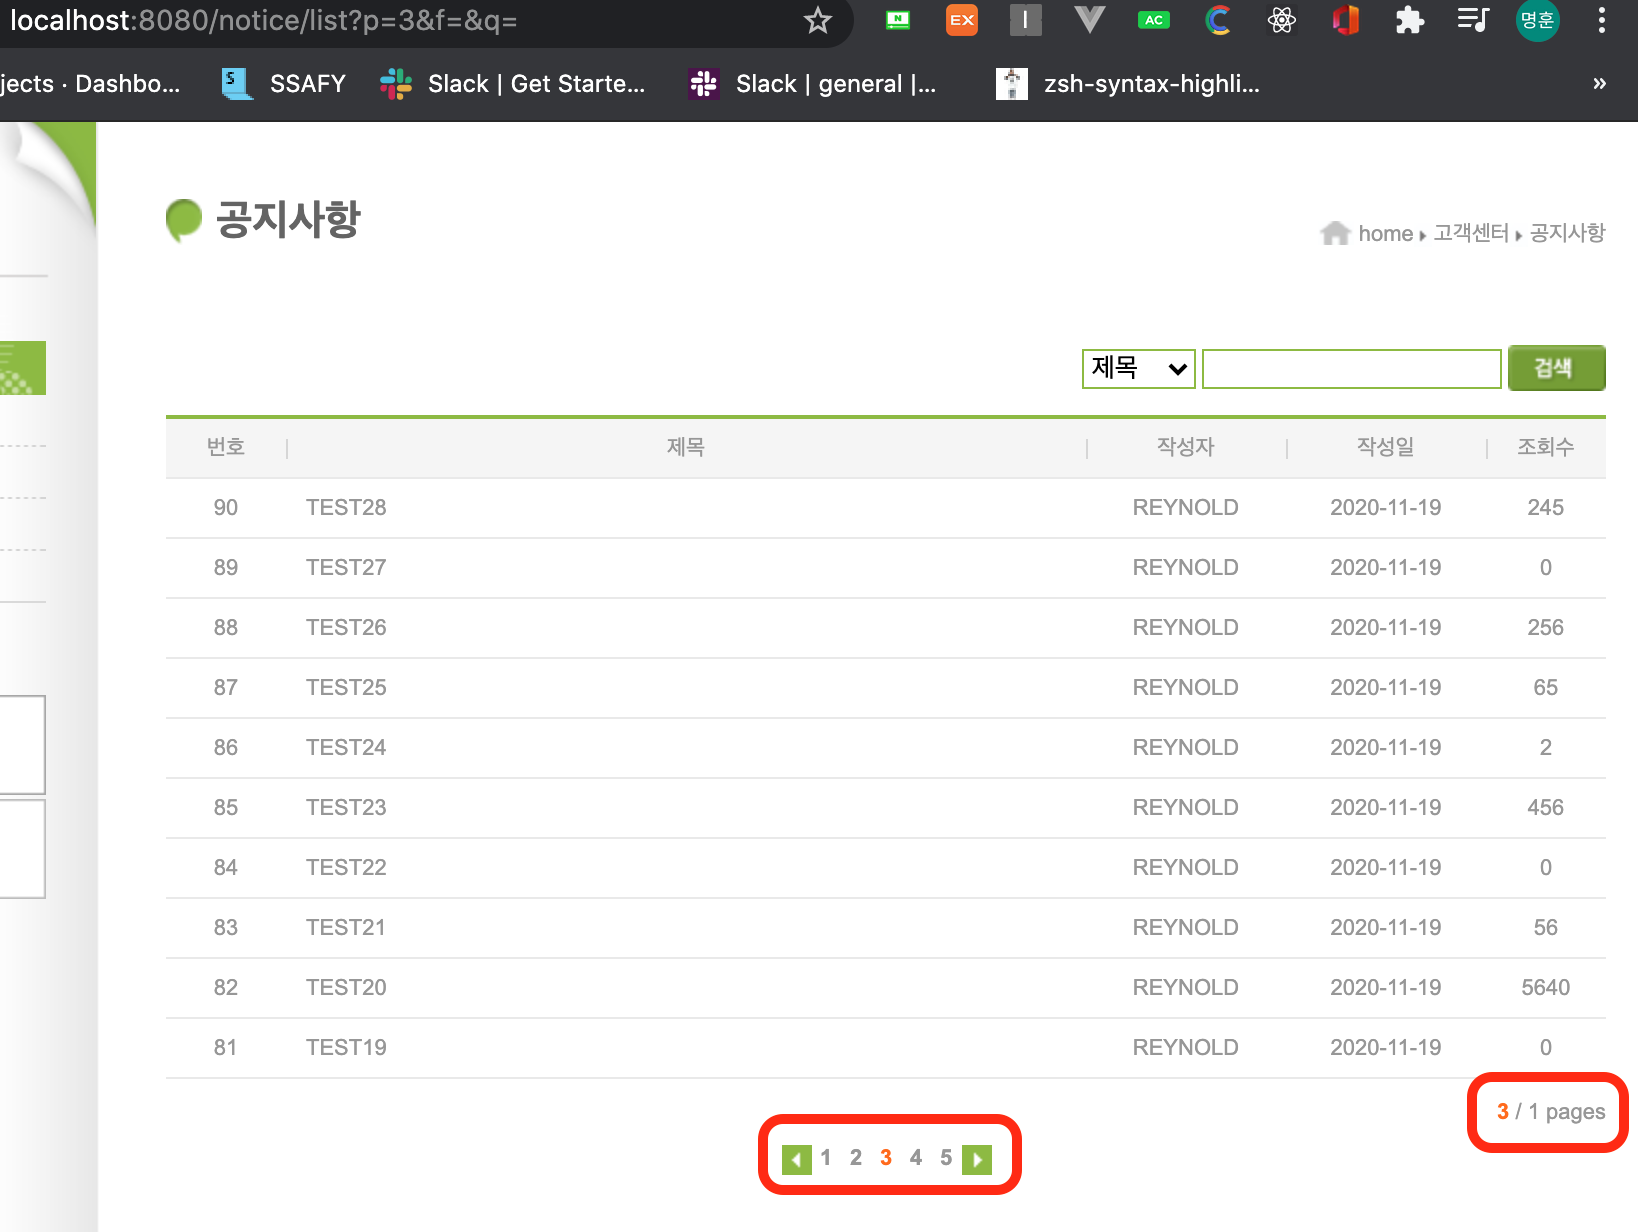 localhost:8080/notice/list?p=3&f=&q=
N EX I AC 명훈
jects · Dashbo... S SSAFY Slack | Get Starte... Slack | general |... zsh-syntax-highli... »
공지사항
home 고객센터 공지사항
제목 검색
번호 제목 작성자 작성일 조회수
90 TEST28 REYNOLD 2020-11-19 245
89 TEST27 REYNOLD 2020-11-19 0
88 TEST26 REYNOLD 2020-11-19 256
87 TEST25 REYNOLD 2020-11-19 65
86 TEST24 REYNOLD 2020-11-19 2
85 TEST23 REYNOLD 2020-11-19 456
84 TEST22 REYNOLD 2020-11-19 0
83 TEST21 REYNOLD 2020-11-19 56
82 TEST20 REYNOLD 2020-11-19 5640
81 TEST19 REYNOLD 2020-11-19 0
3 / 1 pages
1 2 3 4 5